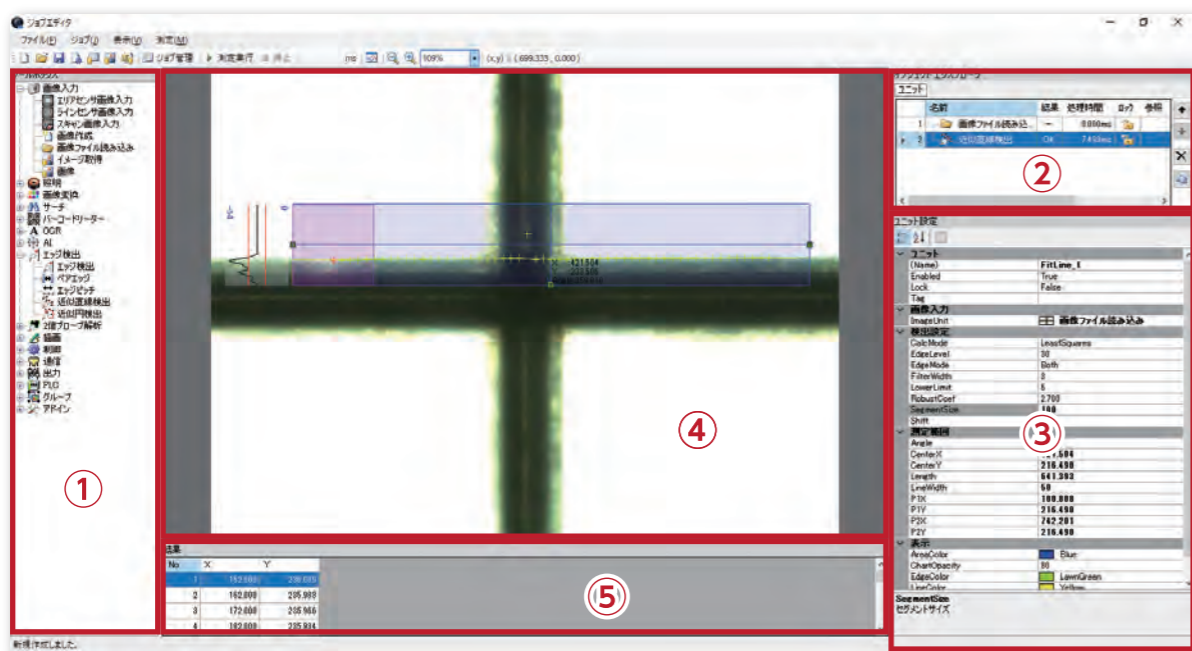 ジョブエディタ
ファイル(F) ジョブ(J) 表示(V) 測定(M)
ジョブ管理 測定実行 停止 ms 109% (x,y) : (699.335 , 0.000)
画像入力
エリアセンサ画像入力
ラインセンサ画像入力
スキャン画像入力
画像作成
画像ファイル読み込み
イメージ取得
画像
照明
画像変換
サーチ
バーコードリーダー
OCR
AI
エッジ検出
エッジ検出
ペアエッジ
エッジピッチ
近似直線検出
近似円検出
2値ブローブ解析
描画
制御
通信
出力
PLC
グループ
アドイン
①
④
結果
No X Y
1 152.000
2 162.000 235.988
3 172.000 235.966
4 182.000 235.934
⑤
ユニット
名前 結果 処理時間 ロック 参照
1 画像ファイル読み込... ー 0.000ms
2 近似直線検出 OK
②
ユニット設定
ユニット
(Name) FitLine_1
Enabled True
Lock False
Tag
画像入力
ImageUnit 画像ファイル読み込み
検出設定
CalcMode LeastSquares
EdgeLevel 30
EdgeMode Both
FilterWidth
LowerLimit 5
RobustCoef 2.700
SegmentSize 100
Shift
測定範囲
③
Angle
CenterX
CenterY 216.490
Length 641.393
LineWidth 50
P1X 100.808
P1Y 216.490
P2X 742.201
P2Y 216.490
表示
AreaColor Blue
ChartOpacity 80
EdgeColor LawnGreen
LineColor Yellow
SegmentSize
セグメントサイズ
新規作成しました。